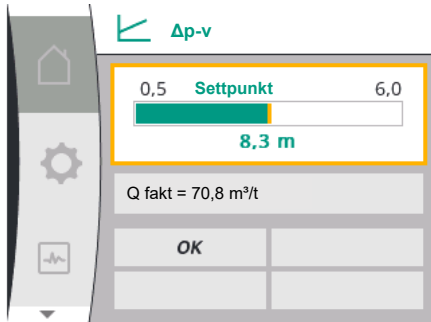 Δp-v
0,5 Settpunkt 6,0
8,3 m
Q fakt = 70,8 m³/t
OK